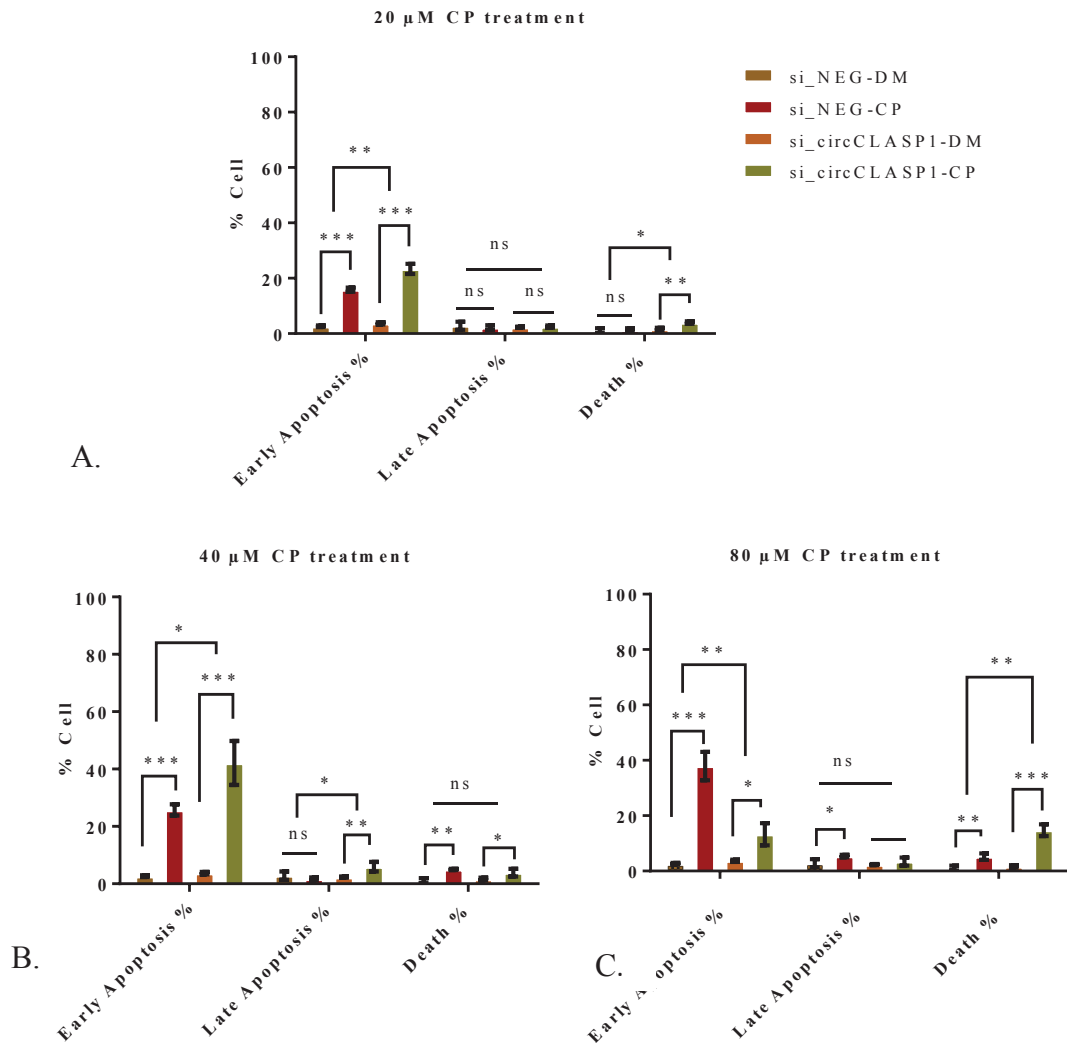 20 µM CP treatment
100
80
60
40
20
0
% Cell
si_NEG-DM
si_NEG-CP
si_circCLASP1-DM
si_circCLASP1-CP
**
***
***
ns
ns
ns
*
ns
**
Early Apoptosis %
Late Apoptosis %
Death %
A.
40 µM CP treatment
100
80
60
40
20
0
% Cell
*
***
***
*
ns
**
ns
**
*
Early Apoptosis %
Late Apoptosis %
Death %
B.
80 µM CP treatment
100
80
60
40
20
0
% Cell
**
***
*
ns
*
**
**
***
Early Apoptosis %
Late Apoptosis %
Death %
C.